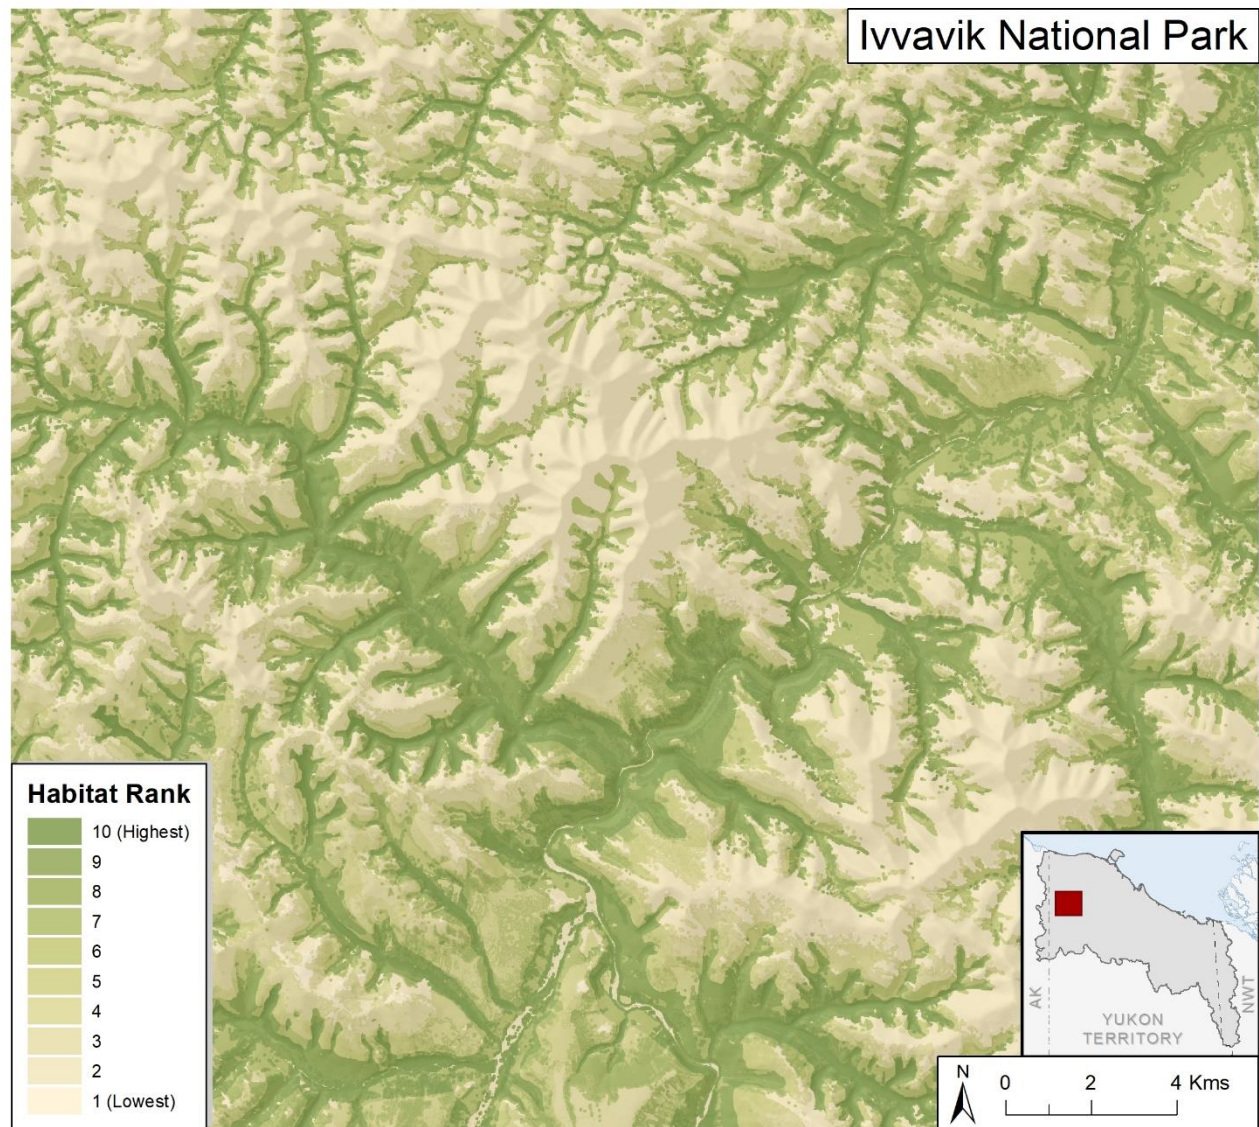 Ivvavik National Park
Habitat Rank
10 (Highest)
9
8
7
6
5
4
3
2
1 (Lowest)
AK
YUKON
TERRITORY
NWT
N
0 2 4 Kms